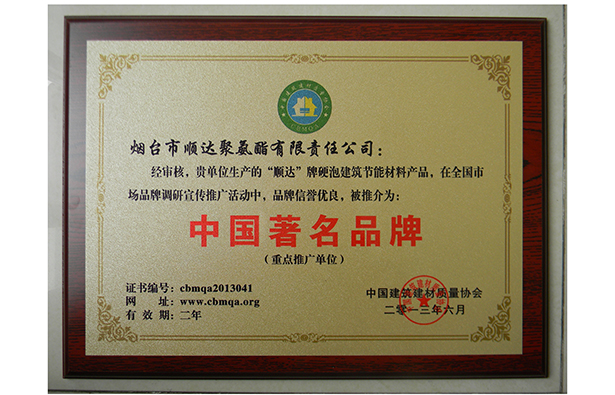 CBMQA
烟台市顺达聚氨酯有限责任公司：
经审核，贵单位生产的“顺达”牌硬泡建筑节能材料产品，在全国市
场品牌调研宣传推广活动中，品牌信誉优良，被推介为：
中国著名品牌
（重点推广单位）
证书编号：cbmqa2013041
网 址：www.cbmqa.org
有 效 期：二年
中国建筑建材质量协会
二零一三年六月